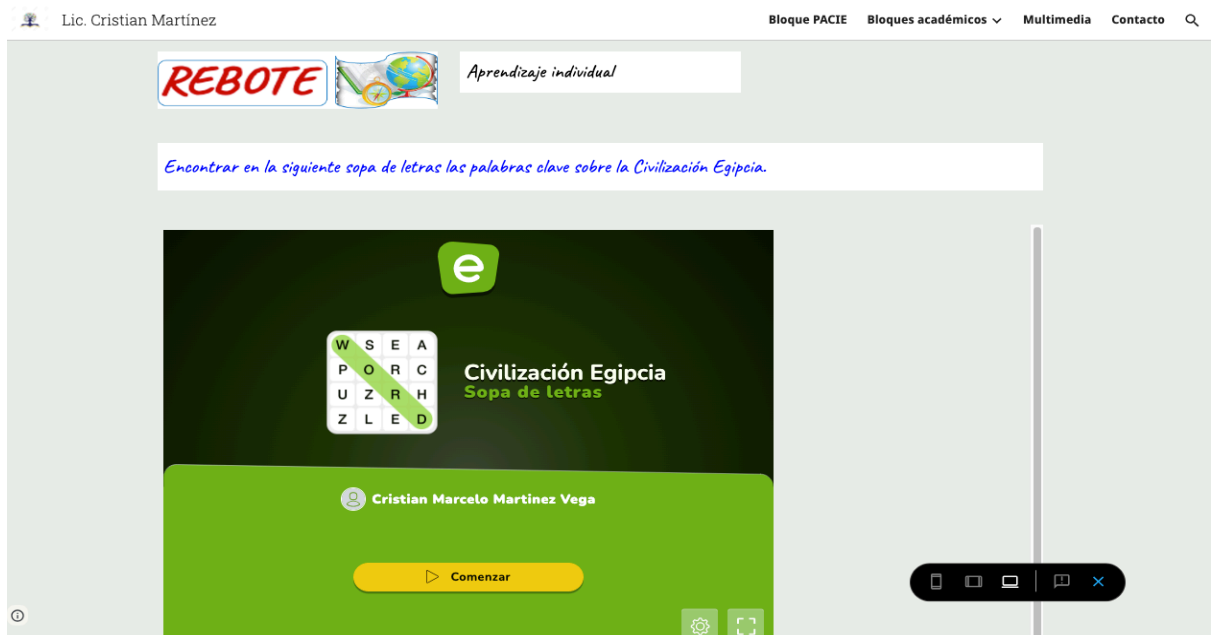 Lic. Cristian Martínez
Bloque PACIE Bloques académicos Multimedia Contacto
REBOTE
Aprendizaje individual
Encontrar en la siguiente sopa de letras las palabras clave sobre la Civilización Egipcia.
e
W S E A
P O R C
U Z R H
Z L E D
Civilización Egipcia
Sopa de letras
Cristian Marcelo Martinez Vega
Comenzar